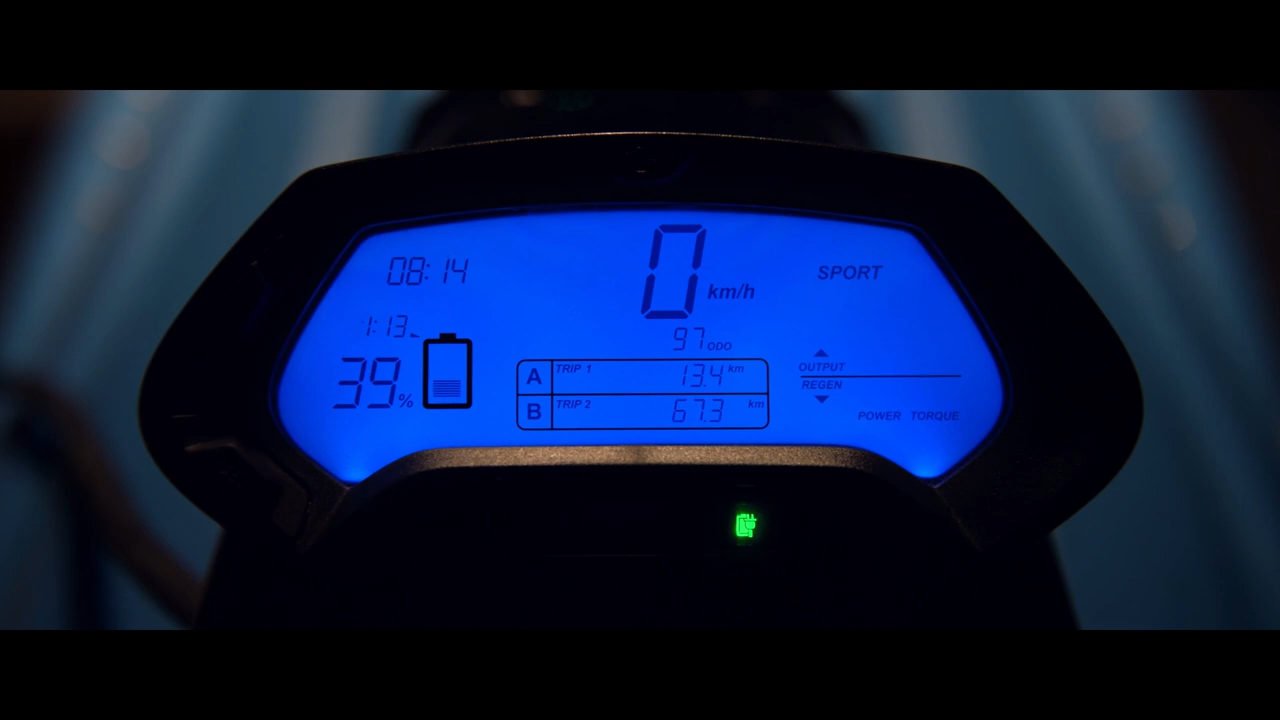 08:14
0 km/h
SPORT
1:13
39%
97 ODO
A TRIP 1 13.4 km
B TRIP 2 67.3 km
OUTPUT
REGEN
POWER TORQUE